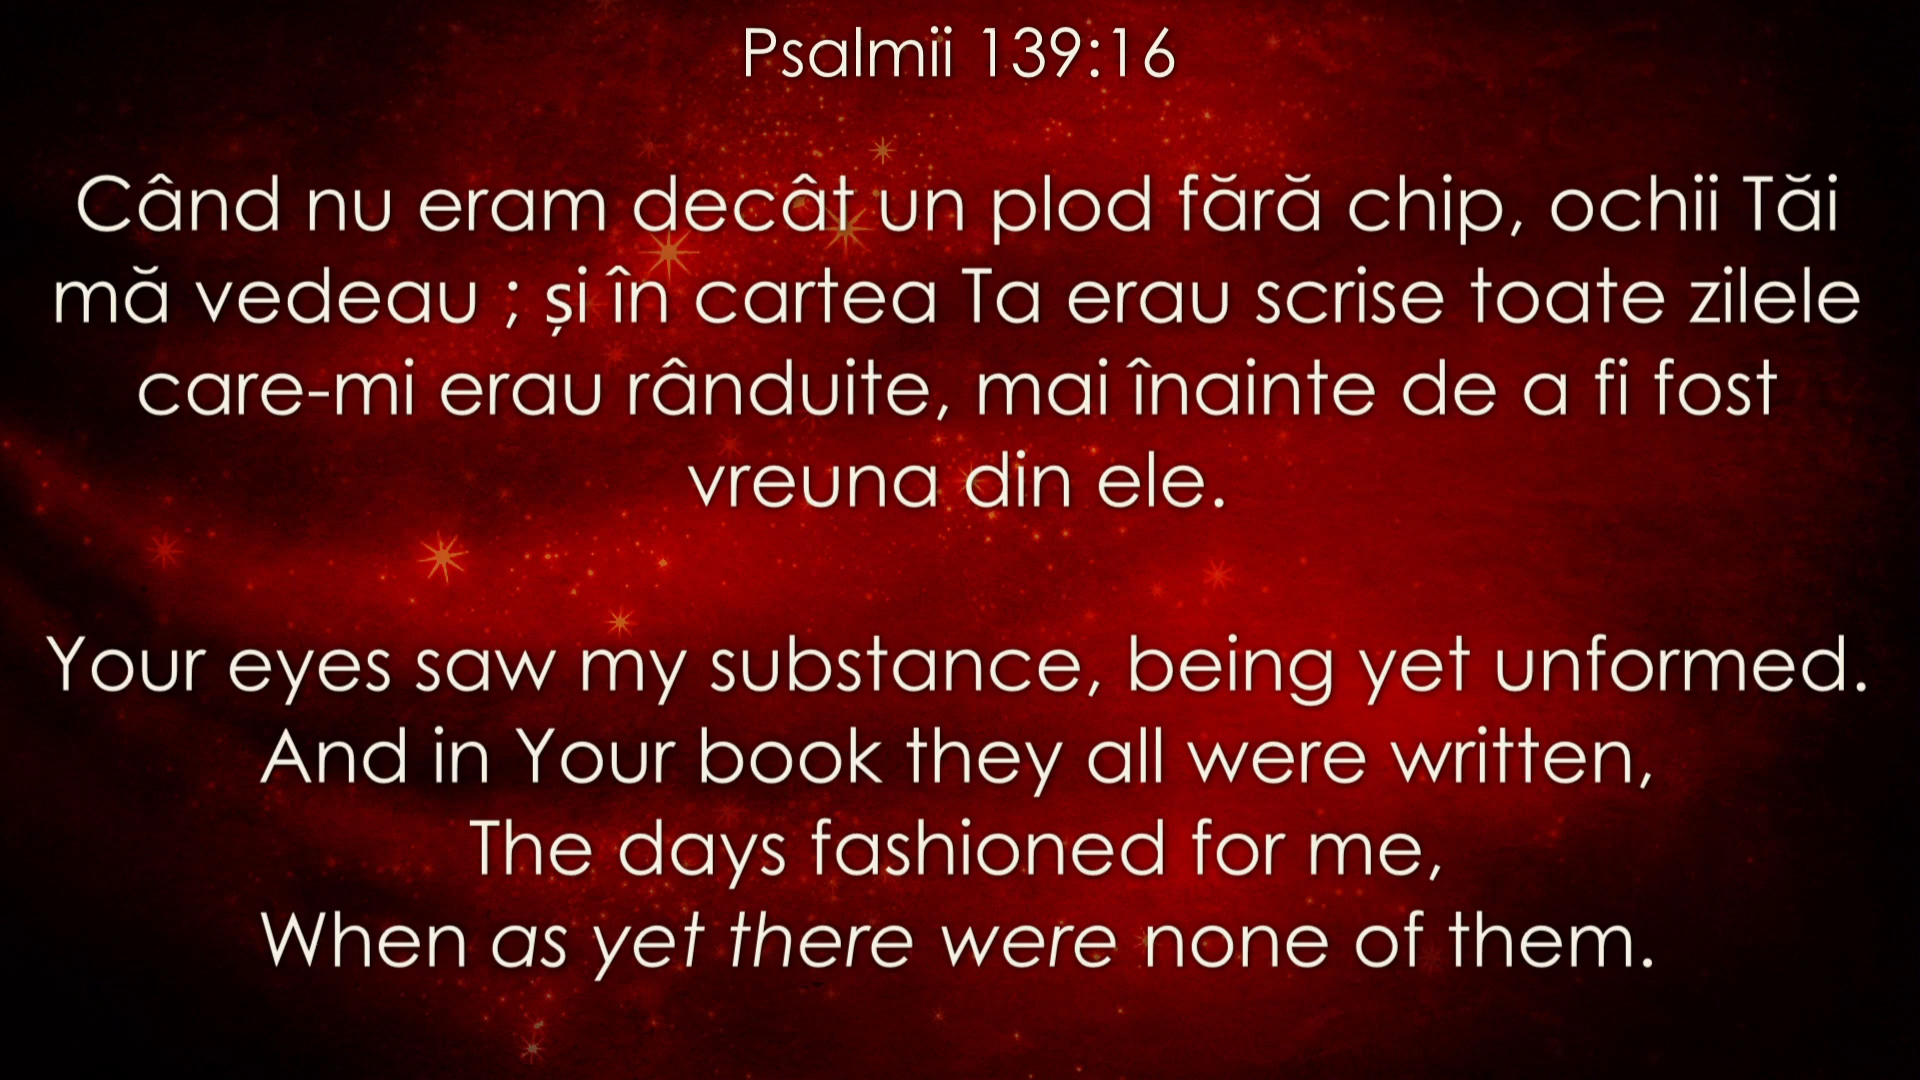 Psalmii 139:16
Când nu eram decât un plod fără chip, ochii Tăi
mă vedeau ; și în cartea Ta erau scrise toate zilele
care-mi erau rânduite, mai înainte de a fi fost
vreuna din ele.
Your eyes saw my substance, being yet unformed.
And in Your book they all were written,
The days fashioned for me,
When as yet there were none of them.